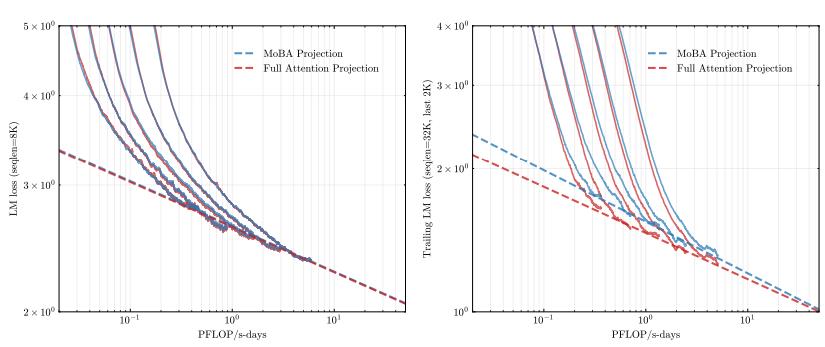 5 × 10⁰
4 × 10⁰
3 × 10⁰
2 × 10⁰
LM loss (seqlen=8K)
MoBA Projection
Full Attention Projection
10⁻¹
10⁰
10¹
PFLOP/s-days
4 × 10⁰
3 × 10⁰
2 × 10⁰
10⁰
Trailing LM loss (seqlen=32K, last 2K)
MoBA Projection
Full Attention Projection
10⁻¹
10⁰
10¹
PFLOP/s-days